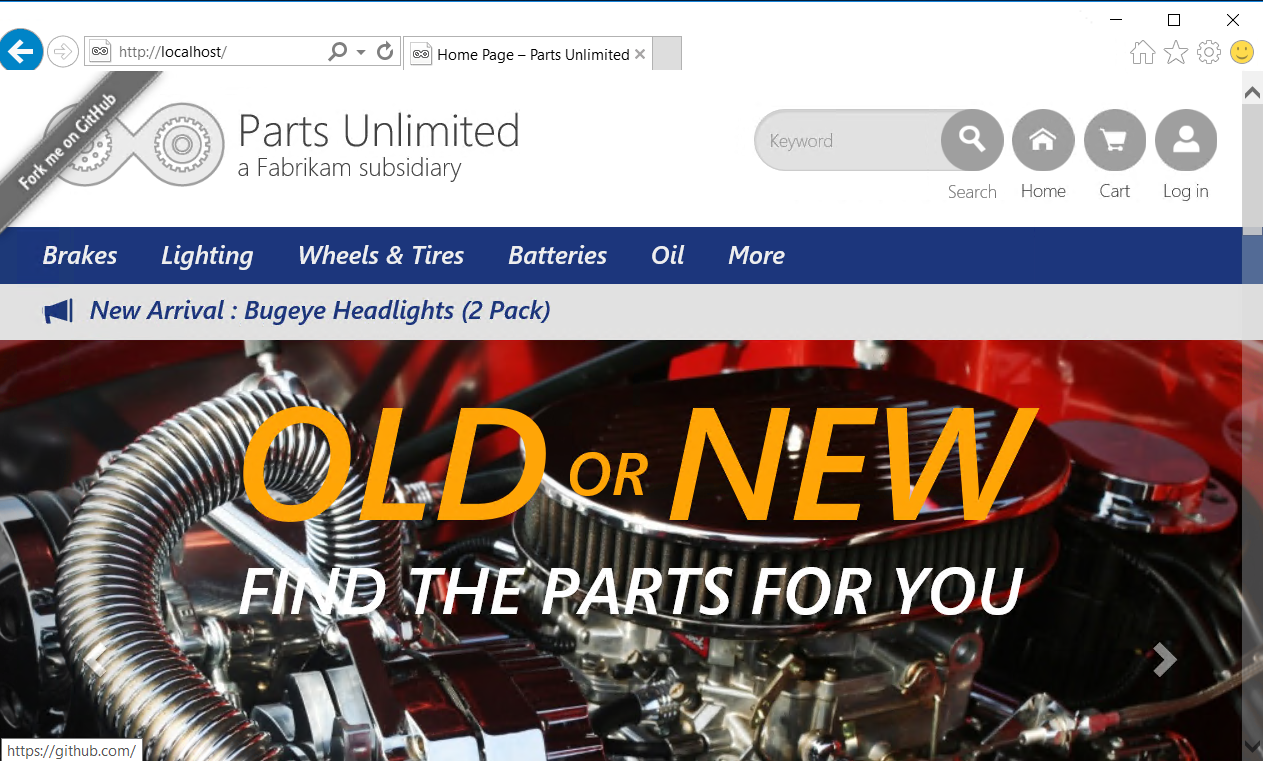 http://localhost/
Home Page – Parts Unlimited
Fork me on GitHub
Parts Unlimited
a Fabrikam subsidiary
Keyword
Search
Home
Cart
Log in
Brakes
Lighting
Wheels & Tires
Batteries
Oil
More
New Arrival : Bugeye Headlights (2 Pack)
OLD OR NEW
FIND THE PARTS FOR YOU
https://github.com/